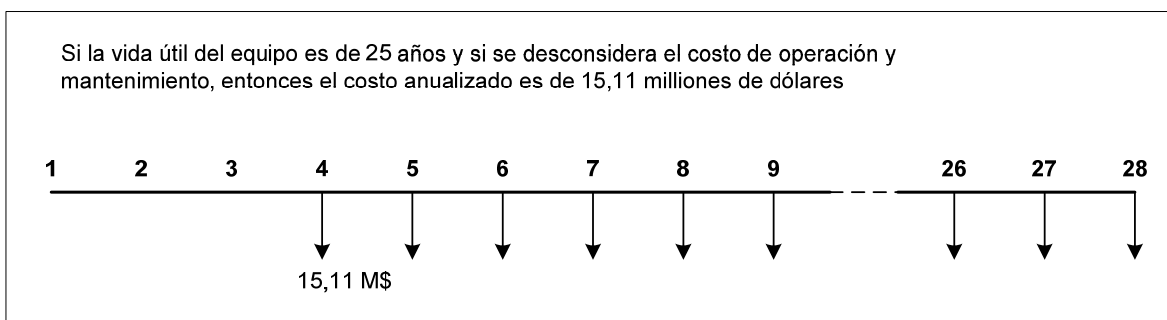 Si la vida útil del equipo es de 25 años y si se desconsidera el costo de operación y
mantenimiento, entonces el costo anualizado es de 15,11 milliones de dólares
1 2 3 4 5 6 7 8 9 26 27 28
15,11 M$